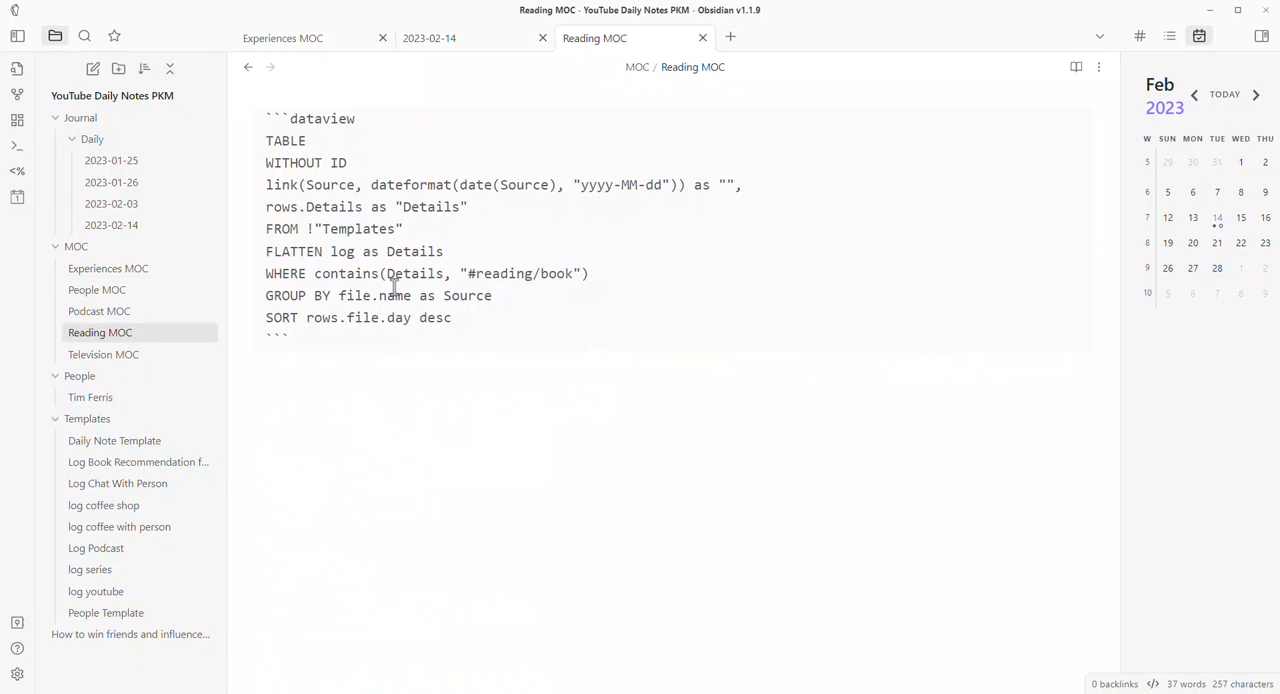 Reading MOC - YouTube Daily Notes PKM - Obsidian v1.1.9
Experiences MOC
2023-02-14
Reading MOC
MOC / Reading MOC
YouTube Daily Notes PKM
Journal
Daily
2023-01-25
2023-01-26
2023-02-03
2023-02-14
MOC
Experiences MOC
People MOC
Podcast MOC
Reading MOC
Television MOC
People
Tim Ferris
Templates
Daily Note Template
Log Book Recommendation f...
Log Chat With Person
log coffee shop
log coffee with person
Log Podcast
log series
log youtube
People Template
How to win friends and influence...
```dataview
TABLE
WITHOUT ID
link(Source, dateformat(date(Source), "yyyy-MM-dd")) as "",
rows.Details as "Details"
FROM !"Templates"
FLATTEN log as Details
WHERE contains(Details, "#reading/book")
GROUP BY file.name as Source
SORT rows.file.day desc
```
Feb
2023
TODAY
W SUN MON TUE WED THU
5 29 30 31 1 2
6 5 6 7 8 9
7 12 13 14 15 16
8 19 20 21 22 23
9 26 27 28 1 2
10 5 6 7 8 9
0 backlinks </> 37 words 257 characters